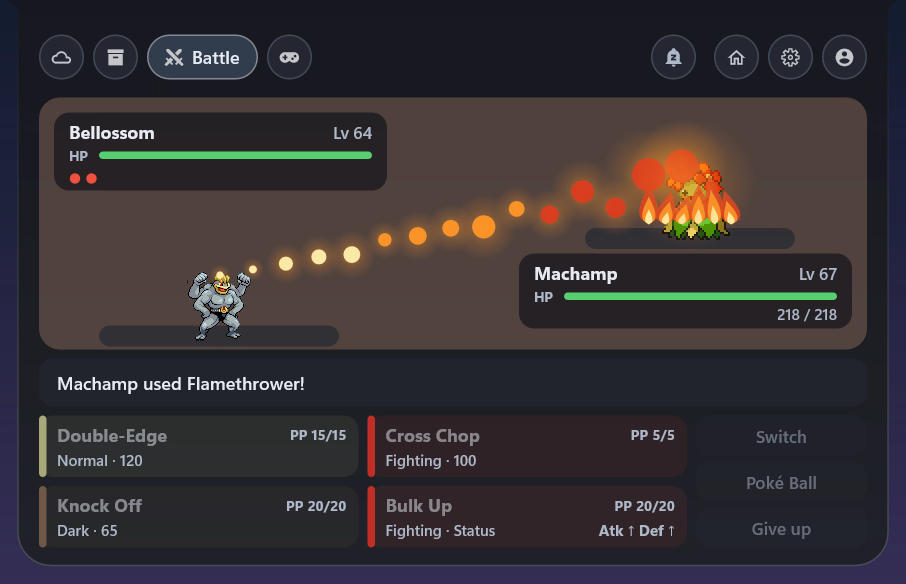 Battle
Bellossom Lv 64
HP
Machamp Lv 67
HP
218 / 218
Machamp used Flamethrower!
Double-Edge PP 15/15
Normal · 120
Cross Chop PP 5/5
Fighting · 100
Switch
Knock Off PP 20/20
Dark · 65
Bulk Up PP 20/20
Fighting · Status Atk ↑ Def ↑
Poké Ball
Give up